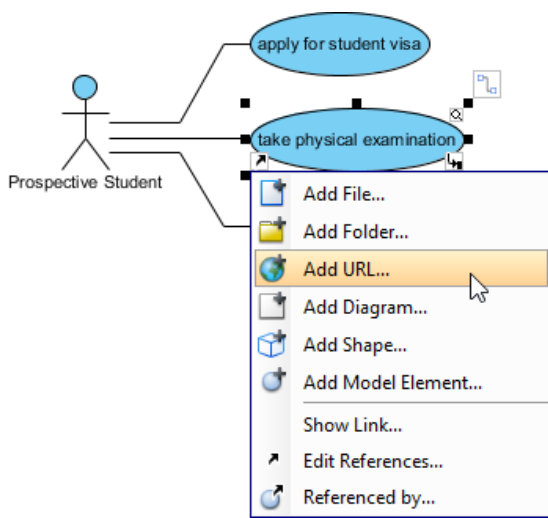 apply for student visa
take physical examination
Prospective Student
Add File...
Add Folder...
Add URL...
Add Diagram...
Add Shape...
Add Model Element...
Show Link...
Edit References...
Referenced by...